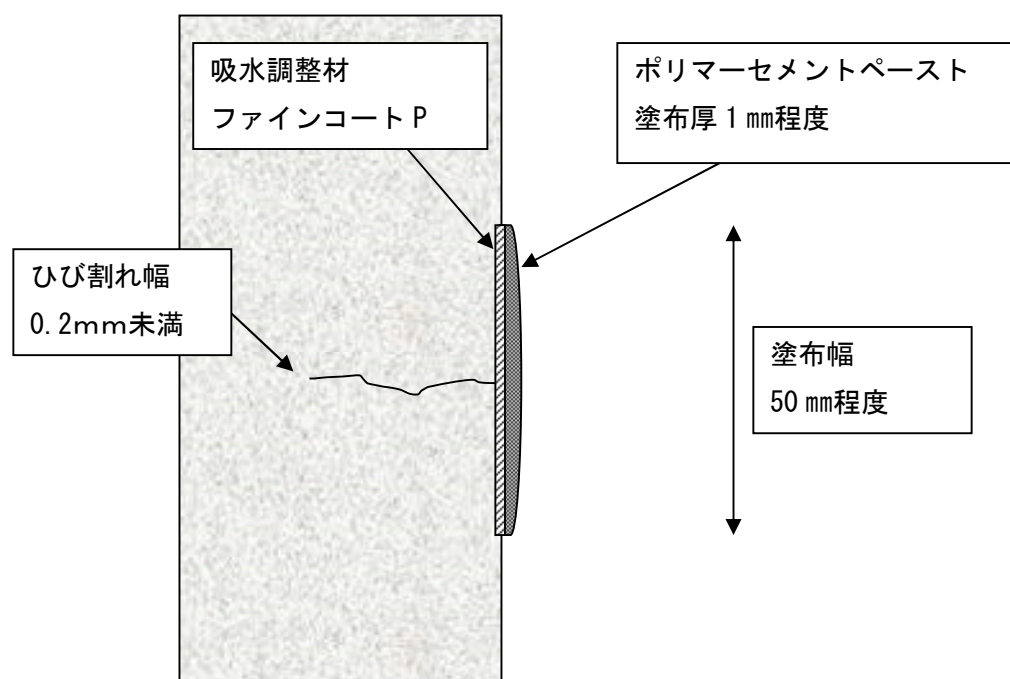 吸水調整材
ファインコートP
ポリマーセメントペースト
塗布厚1㎜程度
ひび割れ幅
0.2ｍｍ未満
塗布幅
50㎜程度